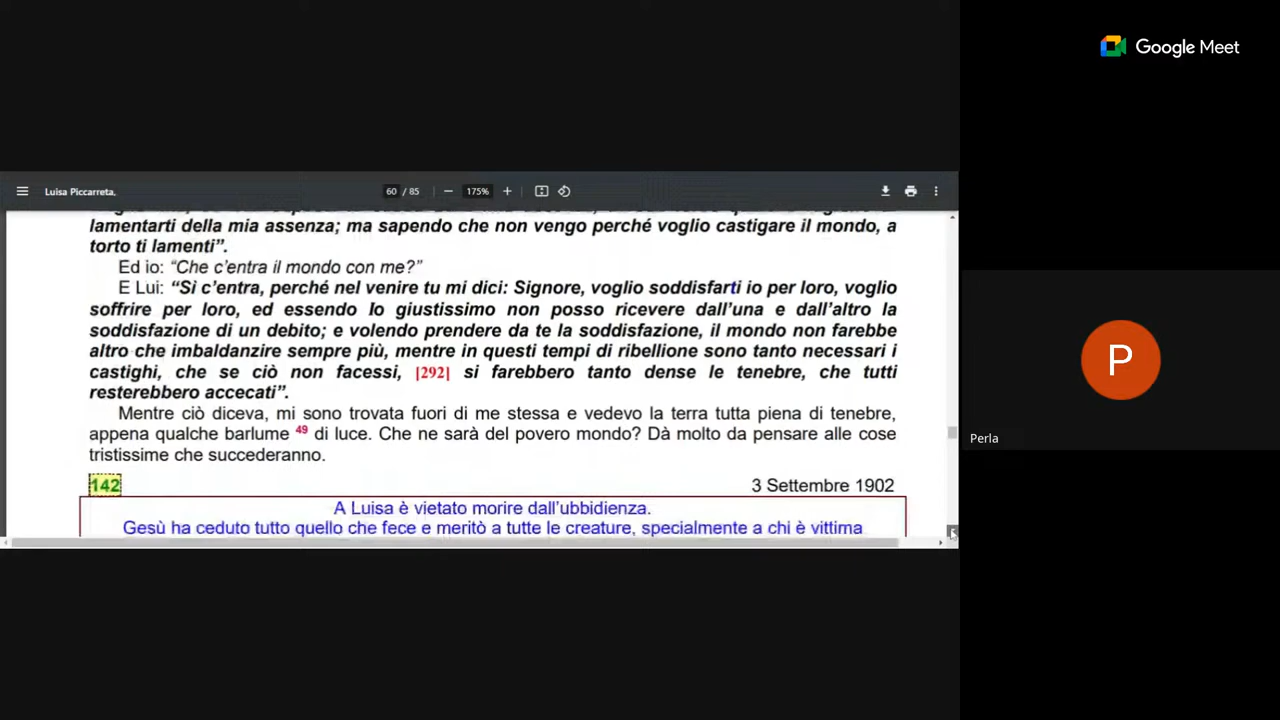 Google Meet
Luisa Piccarreta.
60 / 85
175%
lamentarti della mia assenza; ma sapendo che non vengo perché voglio castigare il mondo, a
torto ti lamenti”.
Ed io: “Che c’entra il mondo con me?”
E Lui: “Sì c’entra, perché nel venire tu mi dici: Signore, voglio soddisfarti io per loro, voglio
soffrire per loro, ed essendo Io giustissimo non posso ricevere dall’una e dall’altro la
soddisfazione di un debito; e volendo prendere da te la soddisfazione, il mondo non farebbe
altro che imbaldanzire sempre più, mentre in questi tempi di ribellione sono tanto necessari i
castighi, che se ciò non facessi, [292] si farebbero tanto dense le tenebre, che tutti
resterebbero accecati”.
Mentre ciò diceva, mi sono trovata fuori di me stessa e vedevo la terra tutta piena di tenebre,
appena qualche barlume 49 di luce. Che ne sarà del povero mondo? Dà molto da pensare alle cose
tristissime che succederanno.
142 3 Settembre 1902
A Luisa è vietato morire dall’ubbidienza.
Gesù ha ceduto tutto quello che fece e meritò a tutte le creature, specialmente a chi è vittima
P
Perla